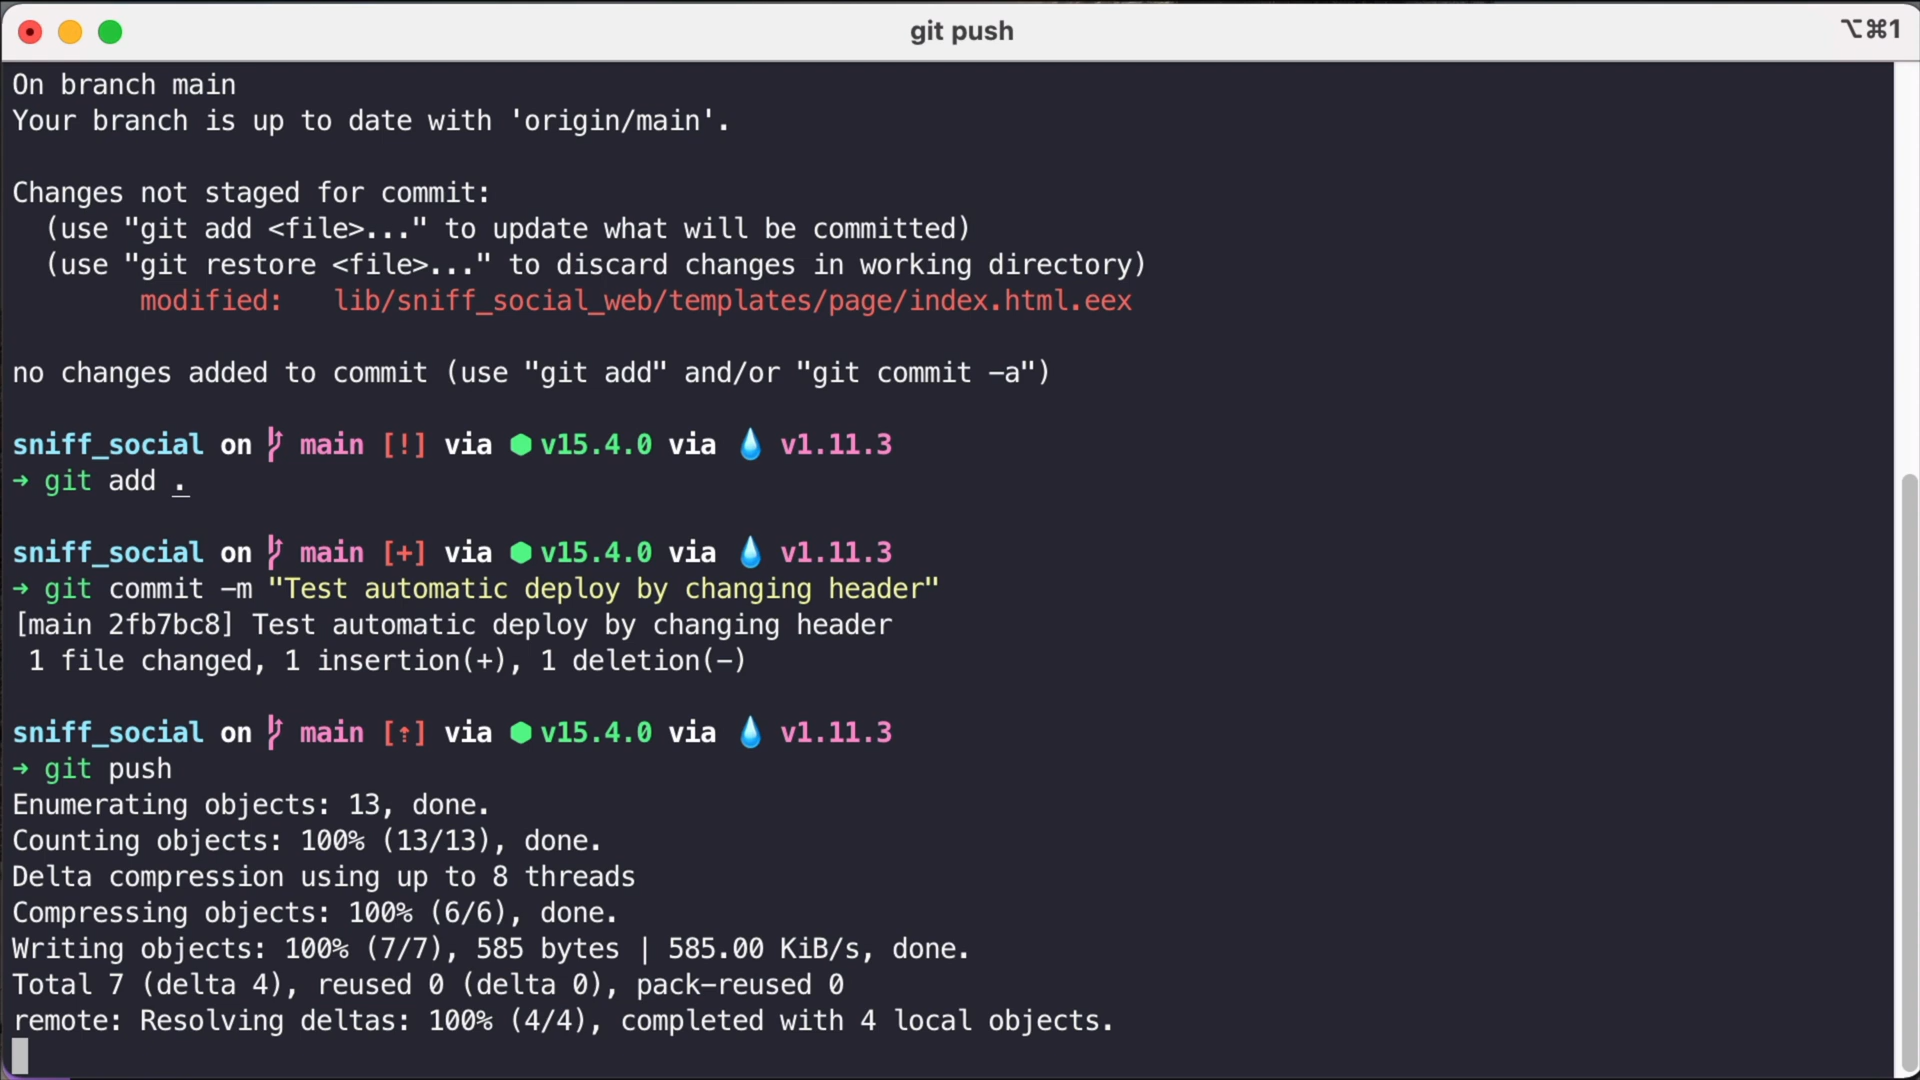 git push
⌥⌘1
On branch main
Your branch is up to date with 'origin/main'.
Changes not staged for commit:
  (use "git add <file>..." to update what will be committed)
  (use "git restore <file>..." to discard changes in working directory)
        modified:   lib/sniff_social_web/templates/page/index.html.eex
no changes added to commit (use "git add" and/or "git commit -a")
sniff_social on main [!] via ⬢ v15.4.0 via 💧 v1.11.3
➜ git add .
sniff_social on main [+] via ⬢ v15.4.0 via 💧 v1.11.3
➜ git commit -m "Test automatic deploy by changing header"
[main 2fb7bc8] Test automatic deploy by changing header
 1 file changed, 1 insertion(+), 1 deletion(-)
sniff_social on main [⇡] via ⬢ v15.4.0 via 💧 v1.11.3
➜ git push
Enumerating objects: 13, done.
Counting objects: 100% (13/13), done.
Delta compression using up to 8 threads
Compressing objects: 100% (6/6), done.
Writing objects: 100% (7/7), 585 bytes | 585.00 KiB/s, done.
Total 7 (delta 4), reused 0 (delta 0), pack-reused 0
remote: Resolving deltas: 100% (4/4), completed with 4 local objects.